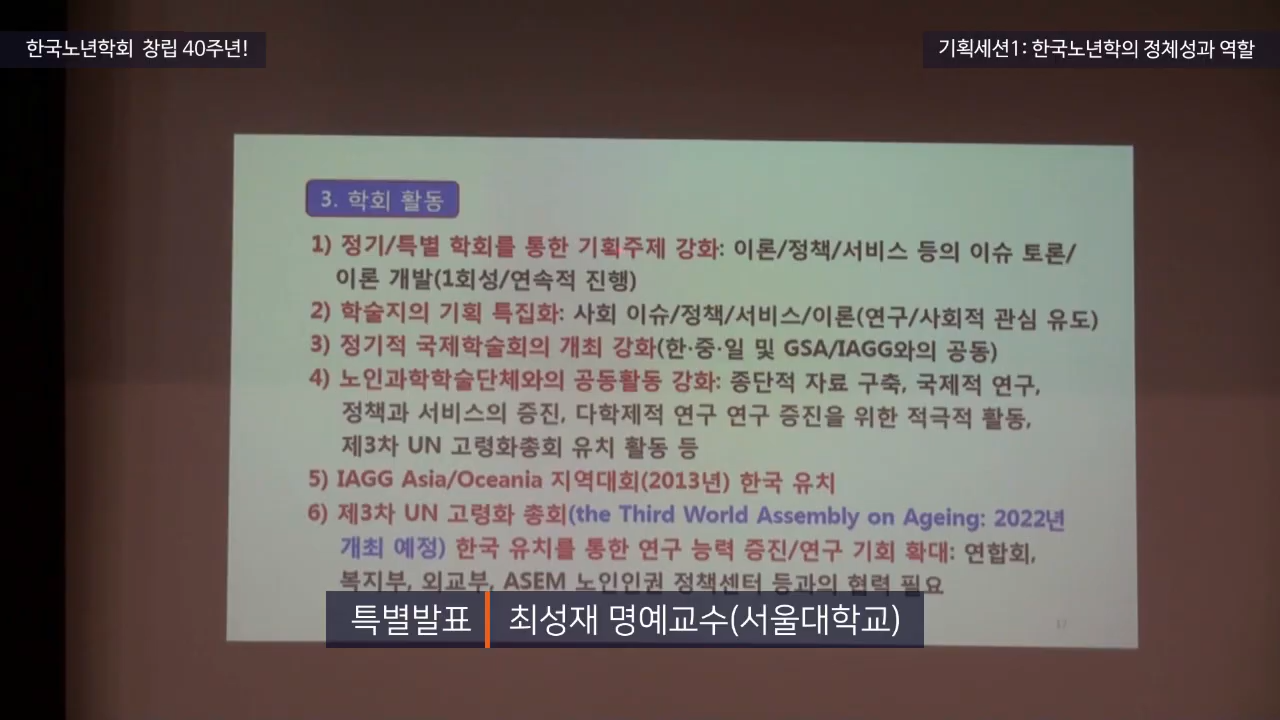 한국노년학회 창립 40주년!
기획세션1: 한국노년학의 정체성과 역할
3. 학회 활동
1) 정기/특별 학회를 통한 기획주제 강화: 이론/정책/서비스 등의 이슈 토론/
이론 개발(1회성/연속적 진행)
2) 학술지의 기획 특집화: 사회 이슈/정책/서비스/이론(연구/사회적 관심 유도)
3) 정기적 국제학술회의 개최 강화(한·중·일 및 GSA/IAGG와의 공동)
4) 노인과학학술단체와의 공동활동 강화: 종단적 자료 구축, 국제적 연구,
정책과 서비스의 증진, 다학제적 연구 연구 증진을 위한 적극적 활동,
제3차 UN 고령화총회 유치 활동 등
5) IAGG Asia/Oceania 지역대회(2013년) 한국 유치
6) 제3차 UN 고령화 총회(the Third World Assembly on Ageing: 2022년
개최 예정) 한국 유치를 통한 연구 능력 증진/연구 기회 확대: 연합회,
복지부, 외교부, ASEM 노인인권 정책센터 등과의 협력 필요
특별발표 최성재 명예교수(서울대학교)